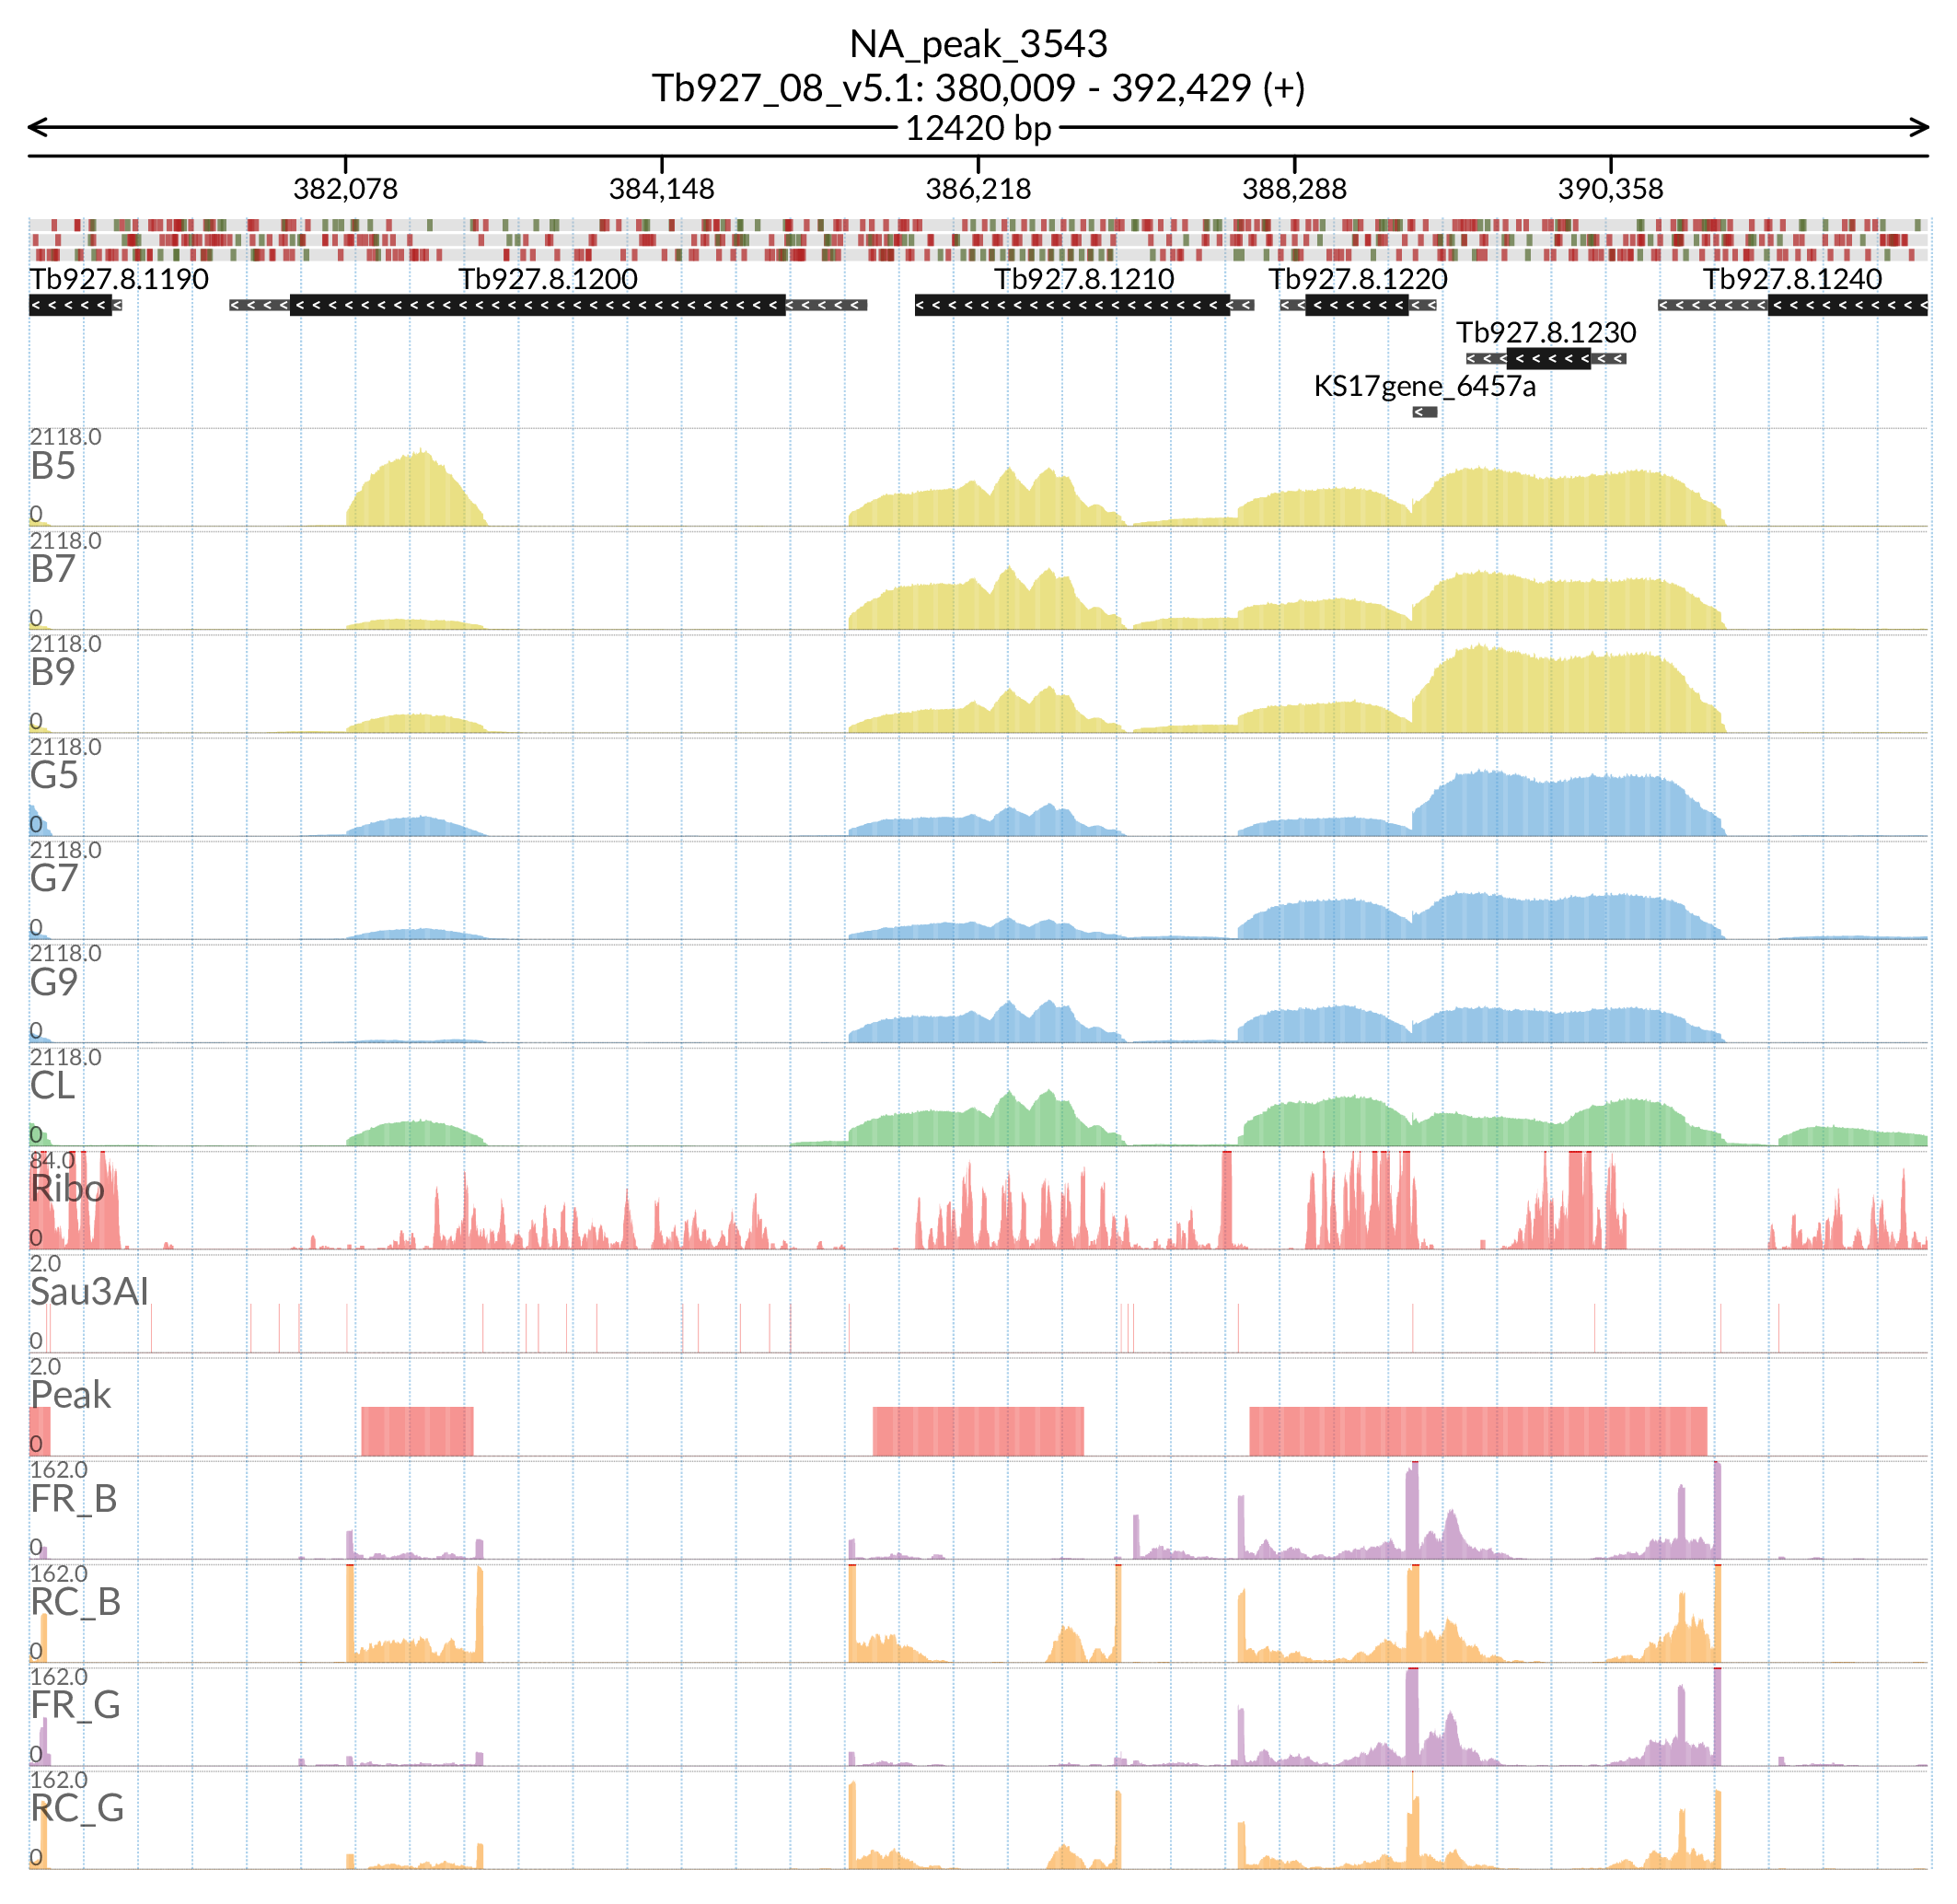 NA_peak_3543
Tb927_08_v5.1: 380,009 - 392,429 (+)
12420 bp
382,078 384,148 386,218 388,288 390,358
Tb927.8.1190 Tb927.8.1200 Tb927.8.1210 Tb927.8.1220 Tb927.8.1240
Tb927.8.1230
KS17gene_6457a
2118.0
B5
0
2118.0
B7
0
2118.0
B9
0
2118.0
G5
0
2118.0
G7
0
2118.0
G9
0
2118.0
CL
0
84.0
Ribo
0
2.0
Sau3AI
0
2.0
Peak
0
162.0
FR_B
0
162.0
RC_B
0
162.0
FR_G
0
162.0
RC_G
0